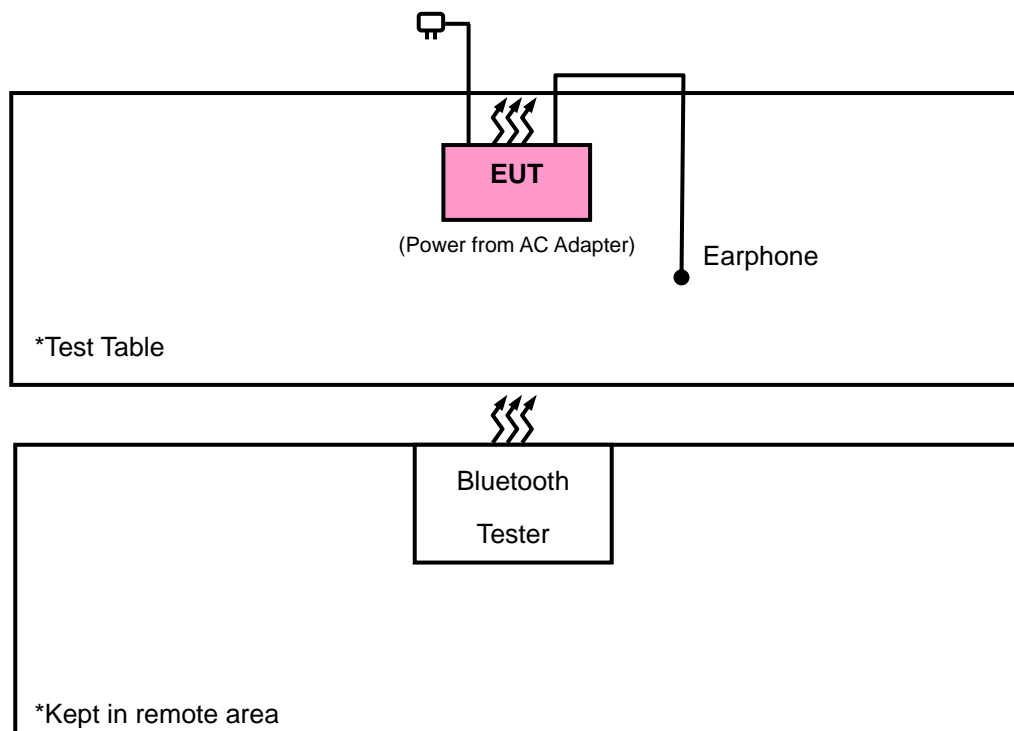 EUT
(Power from AC Adapter)
Earphone
*Test Table
Bluetooth
Tester
*Kept in remote area